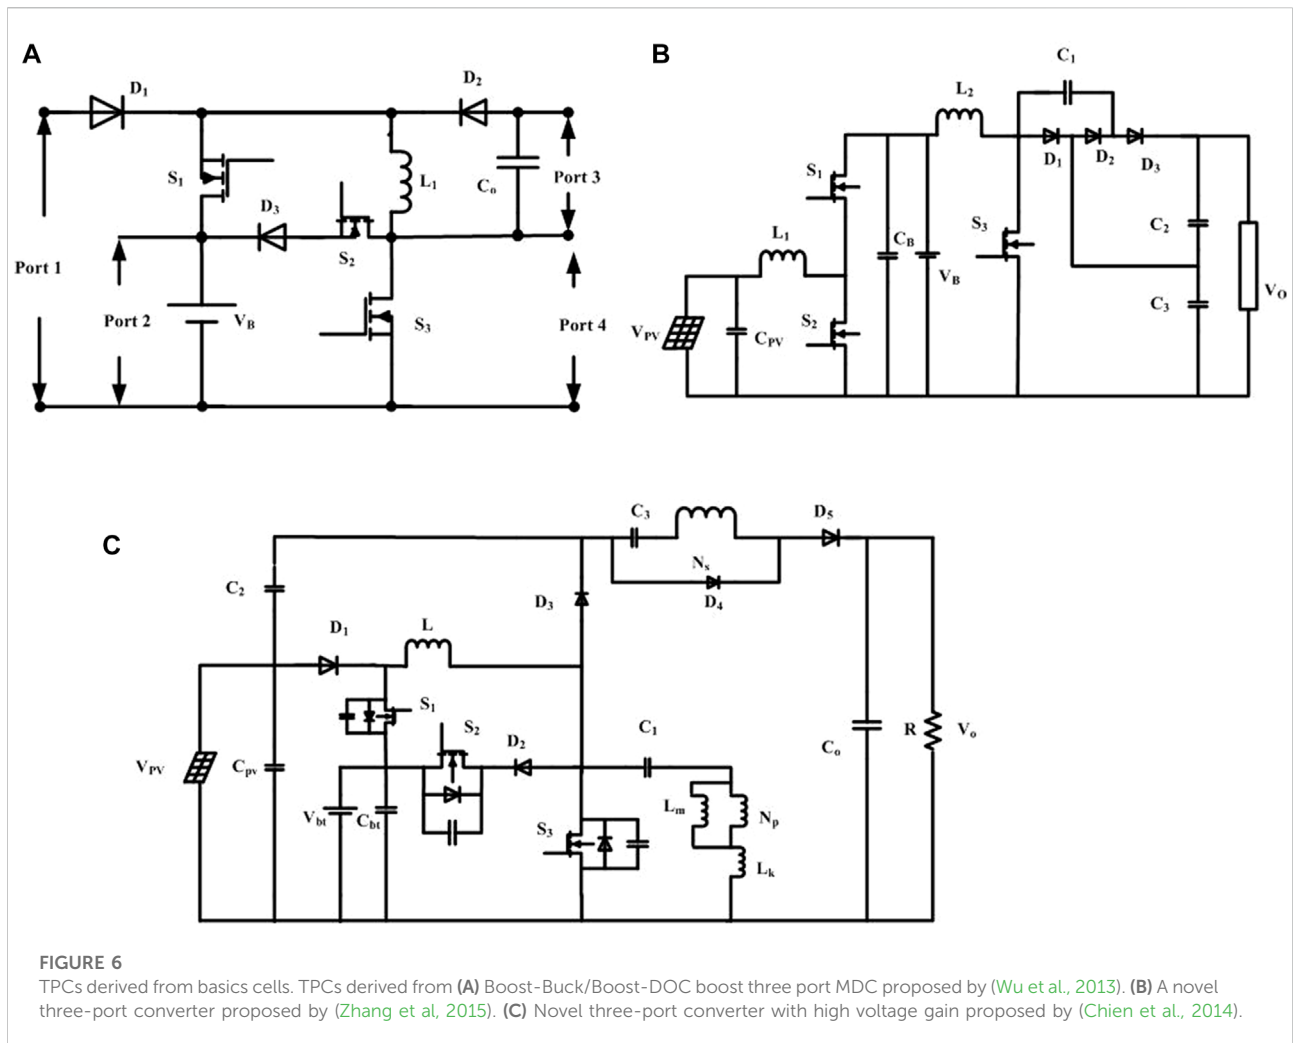 A
D1
D2
S1
L1
Co
Port 3
D3
S2
Port 1
Port 2
VB
S3
Port 4
B
C1
L2
D1
D2
D3
S1
S3
C2
L1
CB
VB
C3
VO
S2
VPV
CPV
C
C3
D5
Ns
D4
C2
D3
D1
L
S1
S2
D2
C1
VPV
Cpv
Vbt
Cbt
Lm
Np
S3
Lk
Co
R
Vo
FIGURE 6
TPCs derived from basics cells. TPCs derived from (A) Boost-Buck/Boost-DOC boost three port MDC proposed by (Wu et al., 2013). (B) A novel
three-port converter proposed by (Zhang et al, 2015). (C) Novel three-port converter with high voltage gain proposed by (Chien et al., 2014).